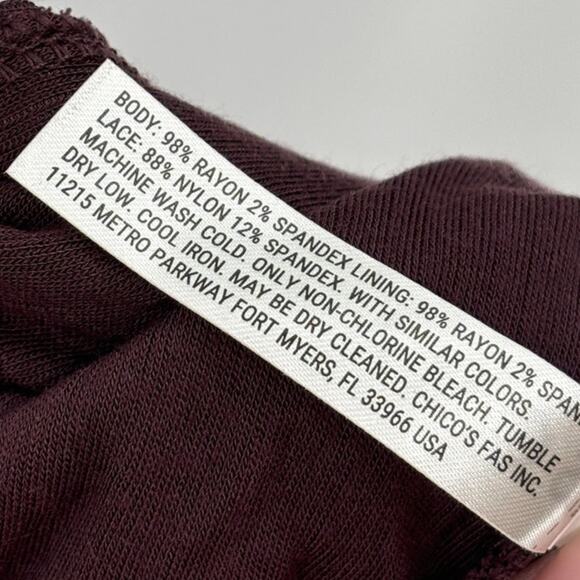 BODY: 98% RAYON 2% SPANDEX LINING: 98% RAYON 2% SPAN
LACE: 88% NYLON 12% SPANDEX.
MACHINE WASH COLD. WITH SIMILAR COLORS.
ONLY NON-CHLORINE BLEACH. TUMBLE
DRY LOW. COOL IRON. MAY BE DRY CLEANED. CHICO'S FAS INC.
11215 METRO PARKWAY FORT MYERS, FL 33966 USA